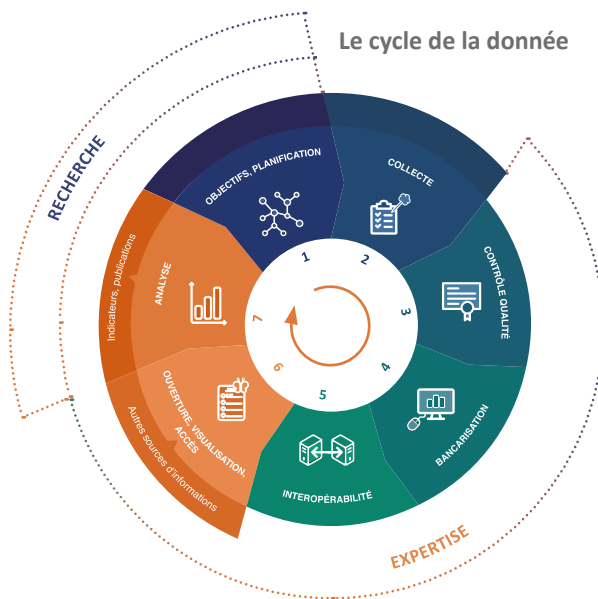 Le cycle de la donnée
RECHERCHE
OBJECTIFS, PLANIFICATION
COLLECTE
CONTRÔLE QUALITÉ
BANCARISATION
INTEROPÉRABILITÉ
OUVERTURE, VISUALISATION,
ACCÈS
ANALYSE
Indicateurs, publications
Autres sources d'informations
1
2
3
4
5
6
7
EXPERTISE